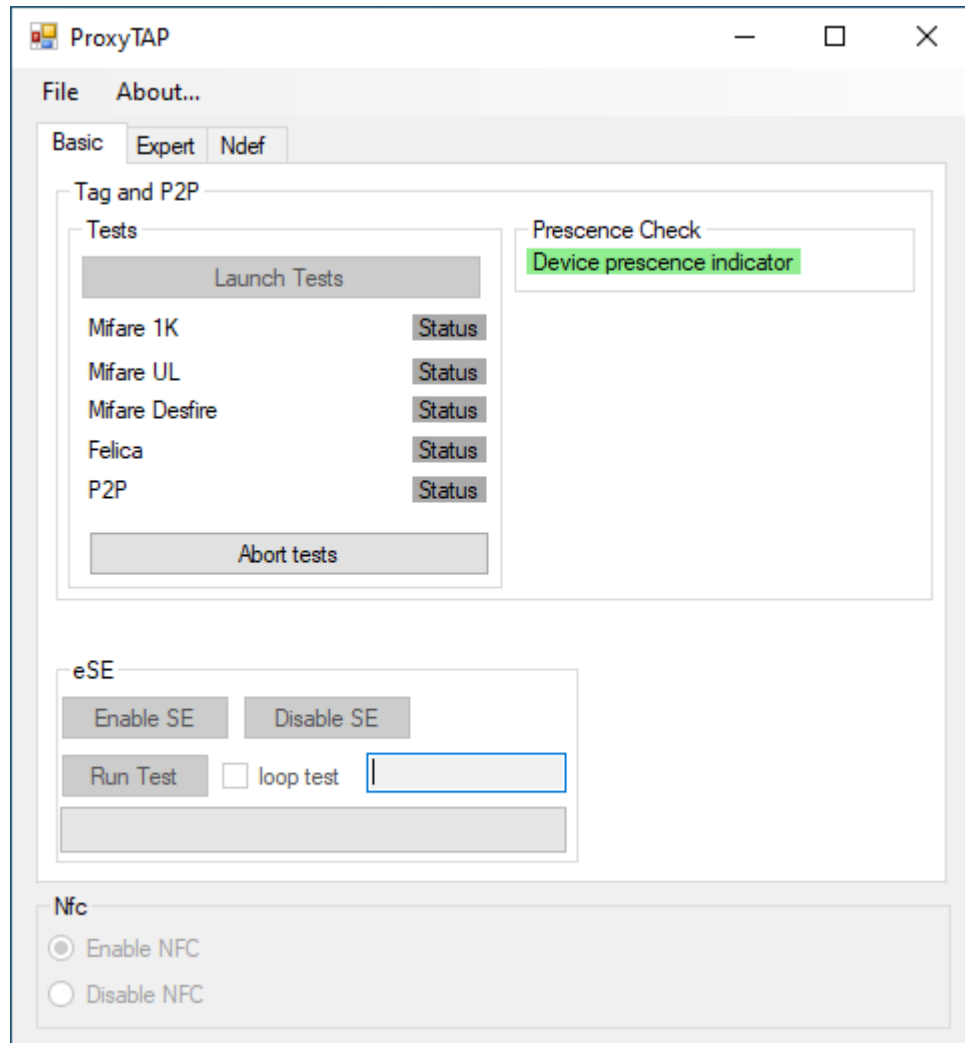 ProxyTAP
File About...
Basic Expert Ndef
Tag and P2P
Tests
Launch Tests
Mifare 1K Status
Mifare UL Status
Mifare Desfire Status
Felica Status
P2P Status
Abort tests
Prescence Check
Device prescence indicator
eSE
Enable SE Disable SE
Run Test loop test
Nfc
Enable NFC
Disable NFC